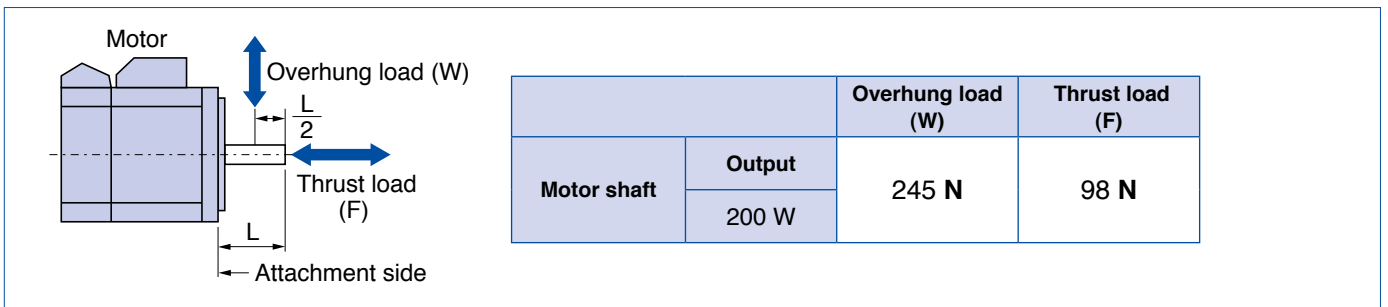 Motor
Overhung load (W)
L
2
Thrust load
(F)
L
Attachment side
Overhung load
(W)
Thrust load
(F)
Motor shaft
Output
245 N
98 N
200 W